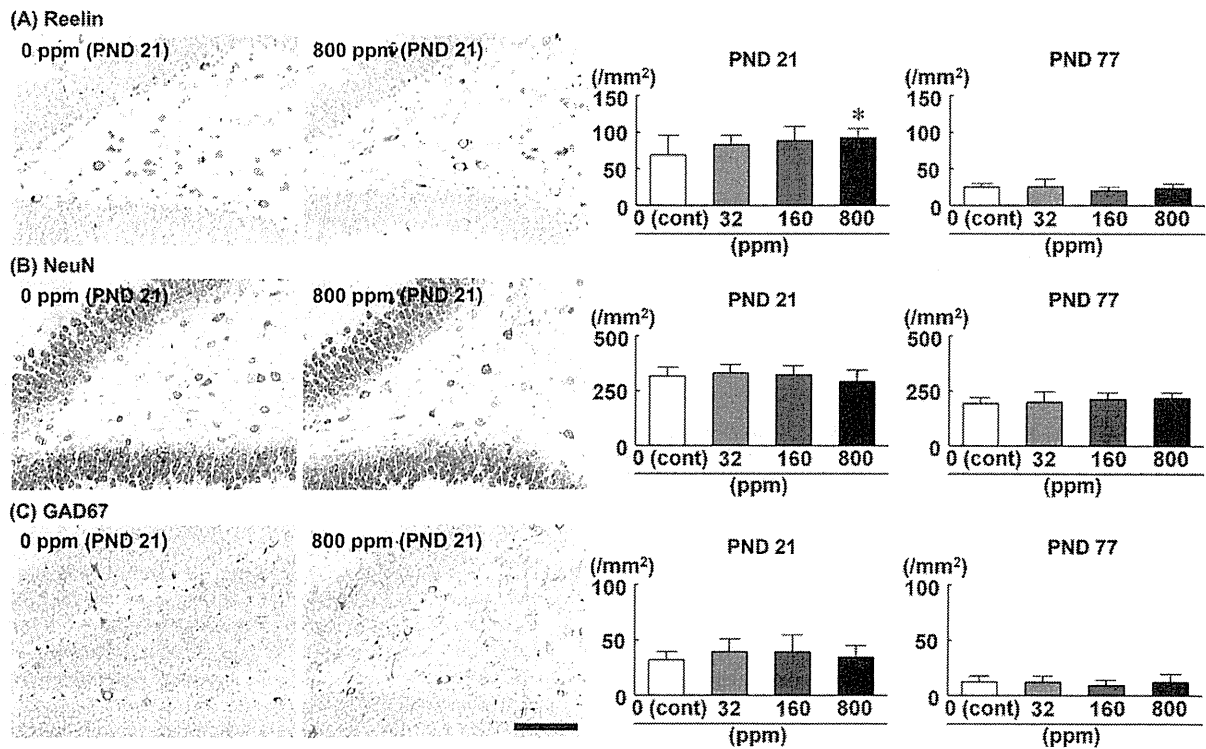 (A) Reelin
0 ppm (PND 21)
800 ppm (PND 21)
PND 21
(/mm²)
150
100
50
0
*
0 (cont) 32 160 800
(ppm)
PND 77
(/mm²)
150
100
50
0
0 (cont) 32 160 800
(ppm)
(B) NeuN
0 ppm (PND 21)
800 ppm (PND 21)
PND 21
(/mm²)
500
250
0
0 (cont) 32 160 800
(ppm)
PND 77
(/mm²)
500
250
0
0 (cont) 32 160 800
(ppm)
(C) GAD67
0 ppm (PND 21)
800 ppm (PND 21)
PND 21
(/mm²)
100
50
0
0 (cont) 32 160 800
(ppm)
PND 77
(/mm²)
100
50
0
0 (cont) 32 160 800
(ppm)